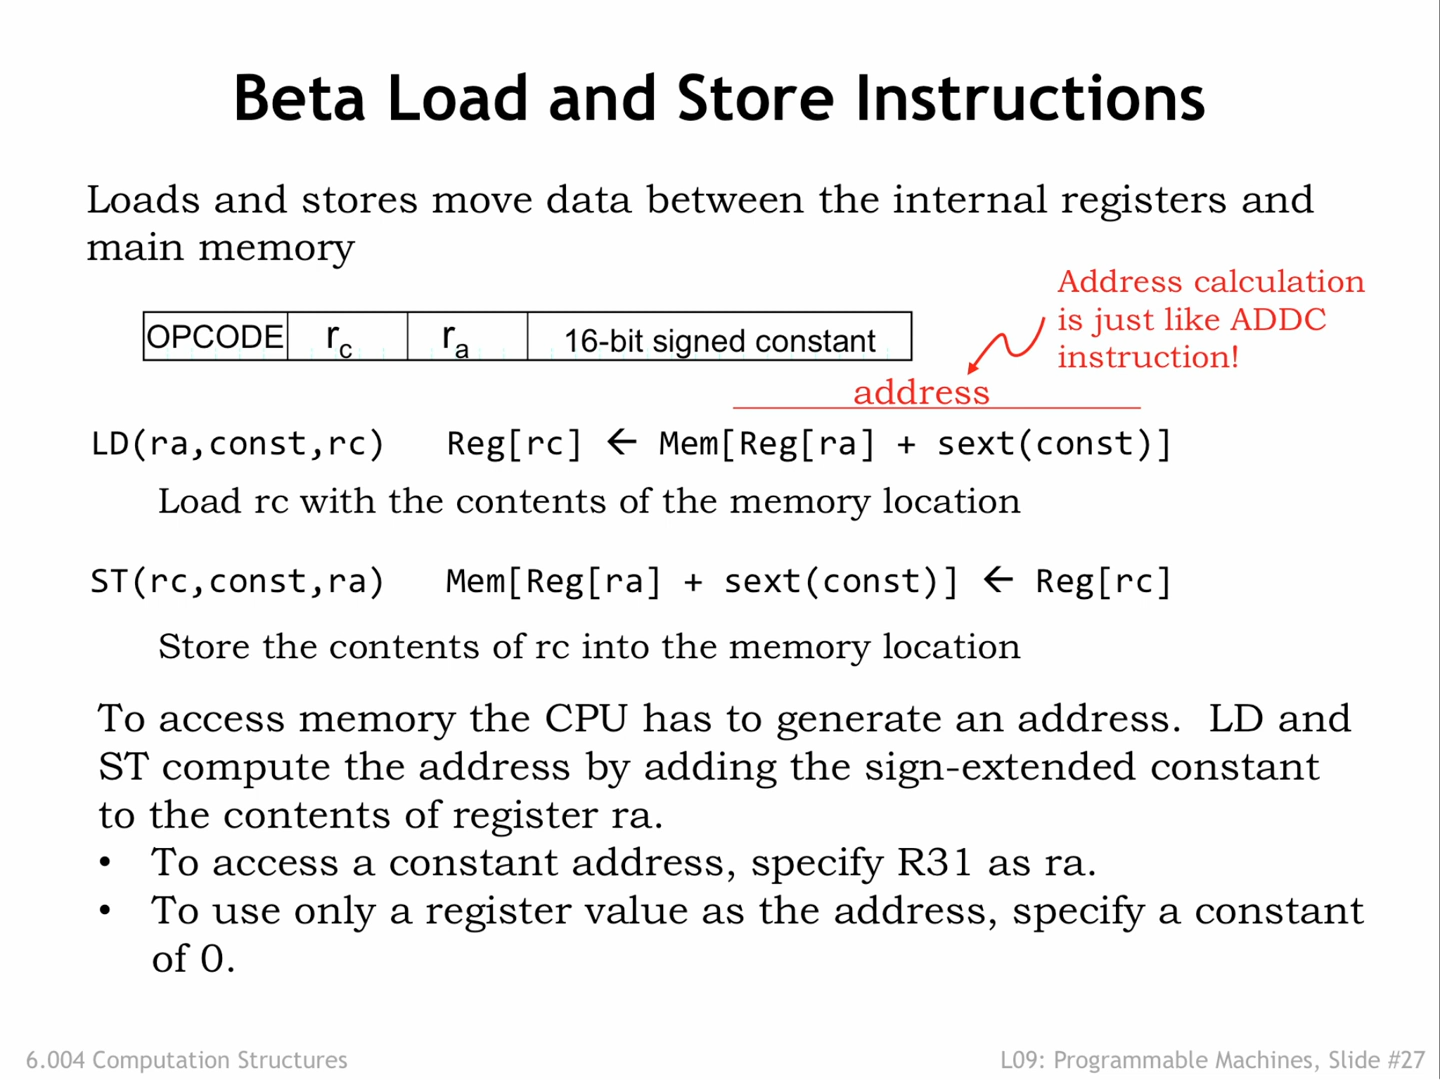 Beta Load and Store Instructions
Loads and stores move data between the internal registers and
main memory
Address calculation
is just like ADDC
instruction!
OPCODE rc ra 16-bit signed constant
address
LD(ra,const,rc) Reg[rc] ← Mem[Reg[ra] + sext(const)]
Load rc with the contents of the memory location
ST(rc,const,ra) Mem[Reg[ra] + sext(const)] ← Reg[rc]
Store the contents of rc into the memory location
To access memory the CPU has to generate an address. LD and
ST compute the address by adding the sign-extended constant
to the contents of register ra.
• To access a constant address, specify R31 as ra.
• To use only a register value as the address, specify a constant
of 0.
6.004 Computation Structures
L09: Programmable Machines, Slide #27